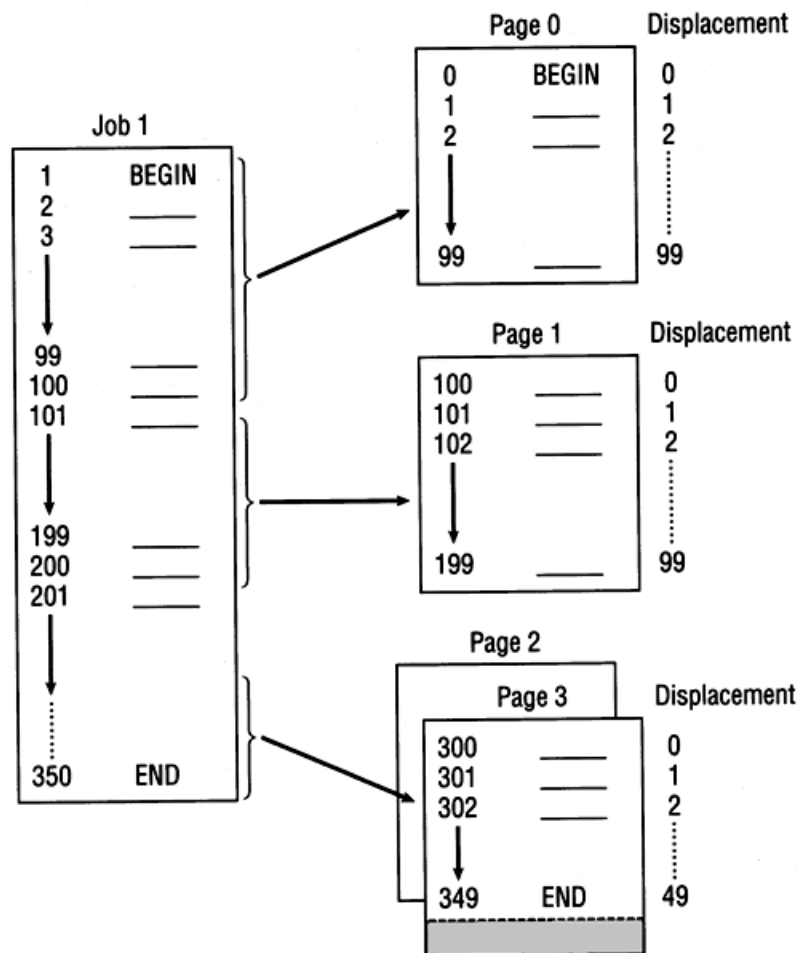 Job 1
1 BEGIN
2
3
99
100
101
199
200
201
350 END
Page 0 Displacement
0 BEGIN 0
1 1
2 2
99 99
Page 1 Displacement
100 0
101 1
102 2
199 99
Page 2
Page 3 Displacement
300 0
301 1
302 2
349 END 49